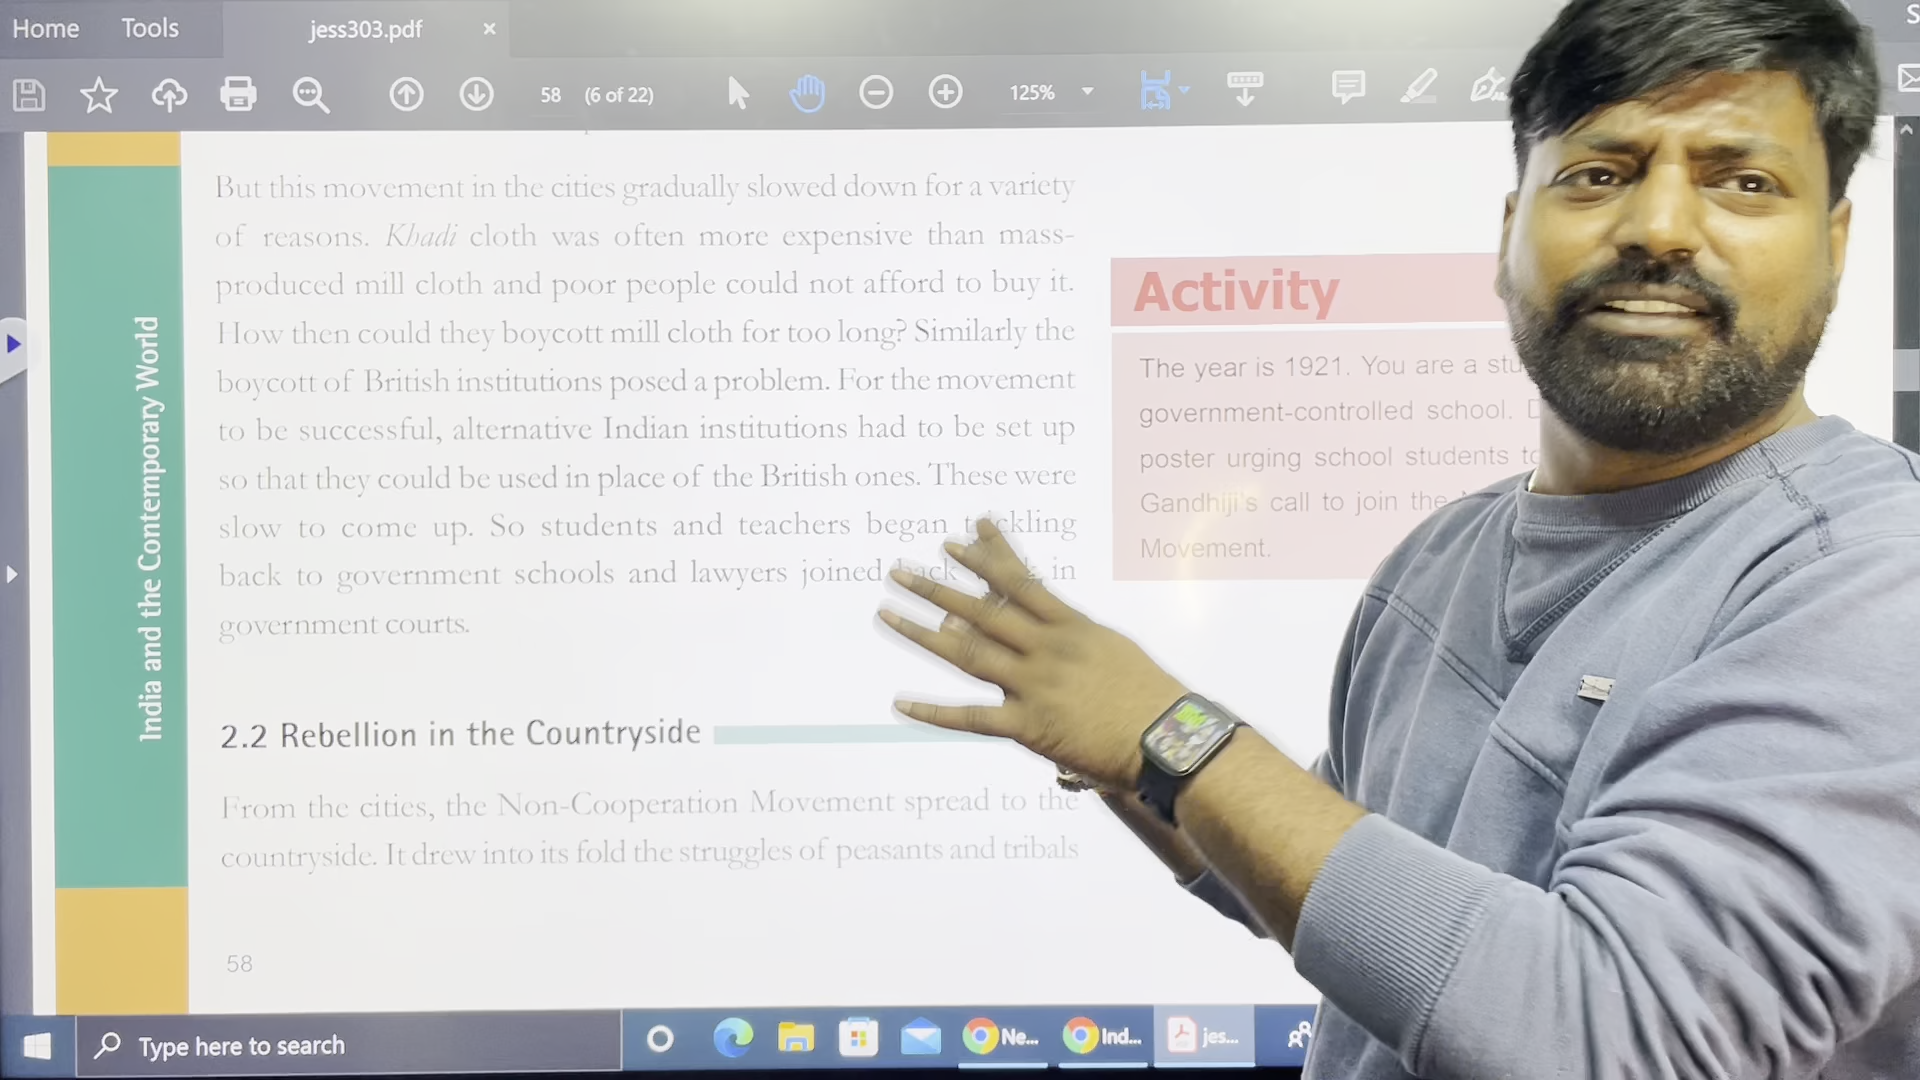 Home Tools jess303.pdf ×
58 (6 of 22) 125%
But this movement in the cities gradually slowed down for a variety
of reasons. Khadi cloth was often more expensive than mass-
produced mill cloth and poor people could not afford to buy it.
How then could they boycott mill cloth for too long? Similarly the
boycott of British institutions posed a problem. For the movement
to be successful, alternative Indian institutions had to be set up
so that they could be used in place of the British ones. These were
slow to come up. So students and teachers began
back to government schools and lawyers joined back in
government courts.
2.2 Rebellion in the Countryside
From the cities, the Non-Cooperation Movement spread to the
countryside. It drew into its fold the struggles of peasants and tribals
58
India and the Contemporary World
Activity
The year is 1921. You are a
government-controlled school.
poster urging school students
Gandhiji's call to join the
Movement.
Type here to search
Ne... Ind... jes...